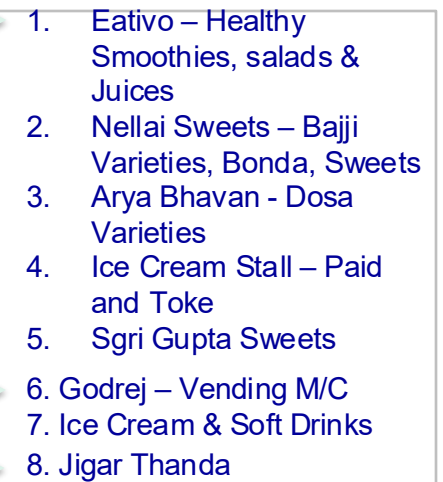 1. Eativo – Healthy
Smoothies, salads &
Juices
2. Nellai Sweets – Bajji
Varieties, Bonda, Sweets
3. Arya Bhavan - Dosa
Varieties
4. Ice Cream Stall – Paid
and Toke
5. Sgri Gupta Sweets
6. Godrej – Vending M/C
7. Ice Cream & Soft Drinks
8. Jigar Thanda